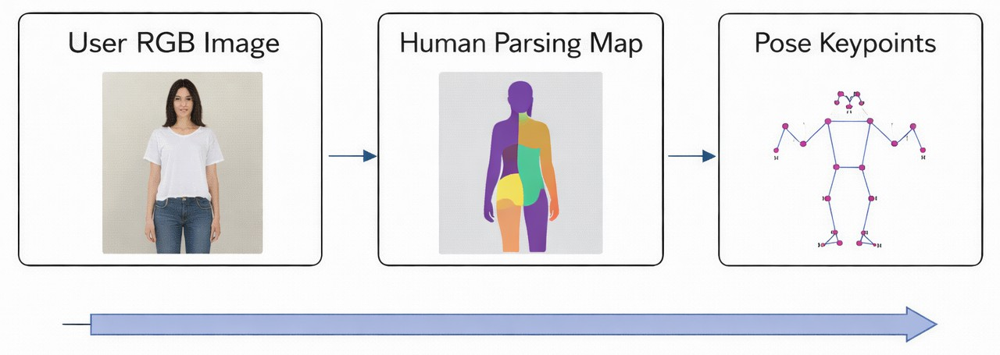 User RGB Image
Human Parsing Map
Pose Keypoints